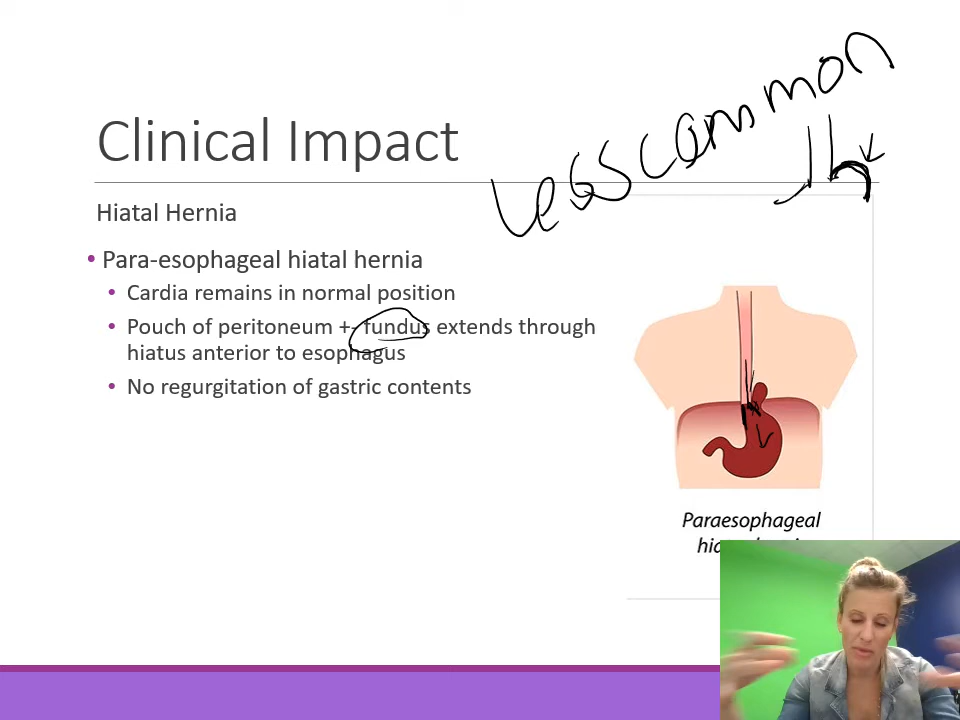 Less common
Clinical Impact
Hiatal Hernia
• Para-esophageal hiatal hernia
• Cardia remains in normal position
• Pouch of peritoneum +- fundus extends through
hiatus anterior to esophagus
• No regurgitation of gastric contents
Paraesophageal